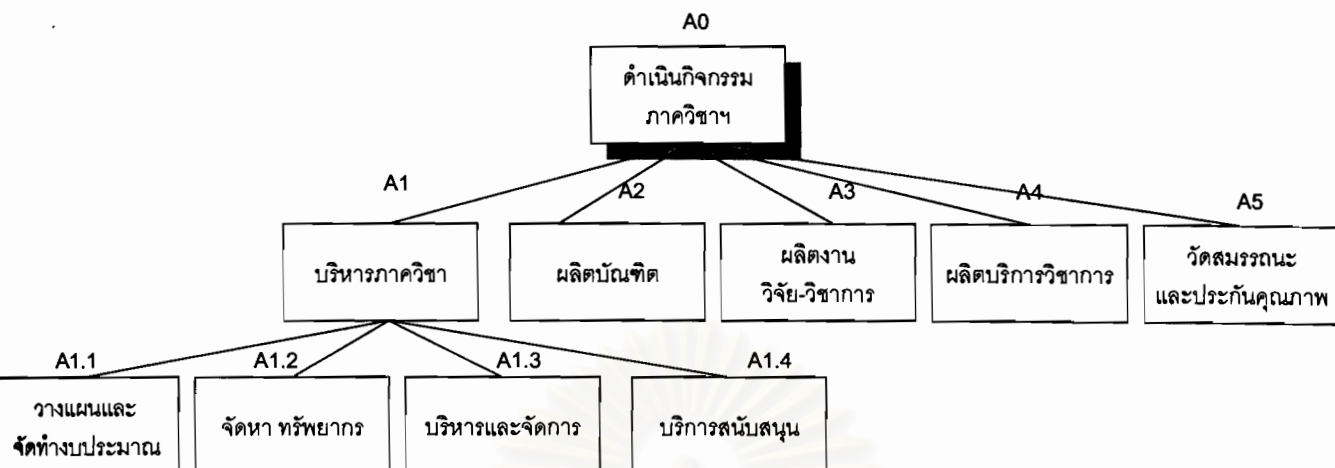 A0
ดำเนินกิจกรรม
ภาควิชาฯ
A1
A2
A3
A4
A5
บริหารภาควิชา
ผลิตบัณฑิต
ผลิตงาน
วิจัย-วิชาการ
ผลิตบริการวิชาการ
วัดสมรรถนะ
และประกันคุณภาพ
A1.1
A1.2
A1.3
A1.4
วางแผนและ
จัดทำงบประมาณ
จัดหา ทรัพยากร
บริหารและจัดการ
บริการสนับสนุน